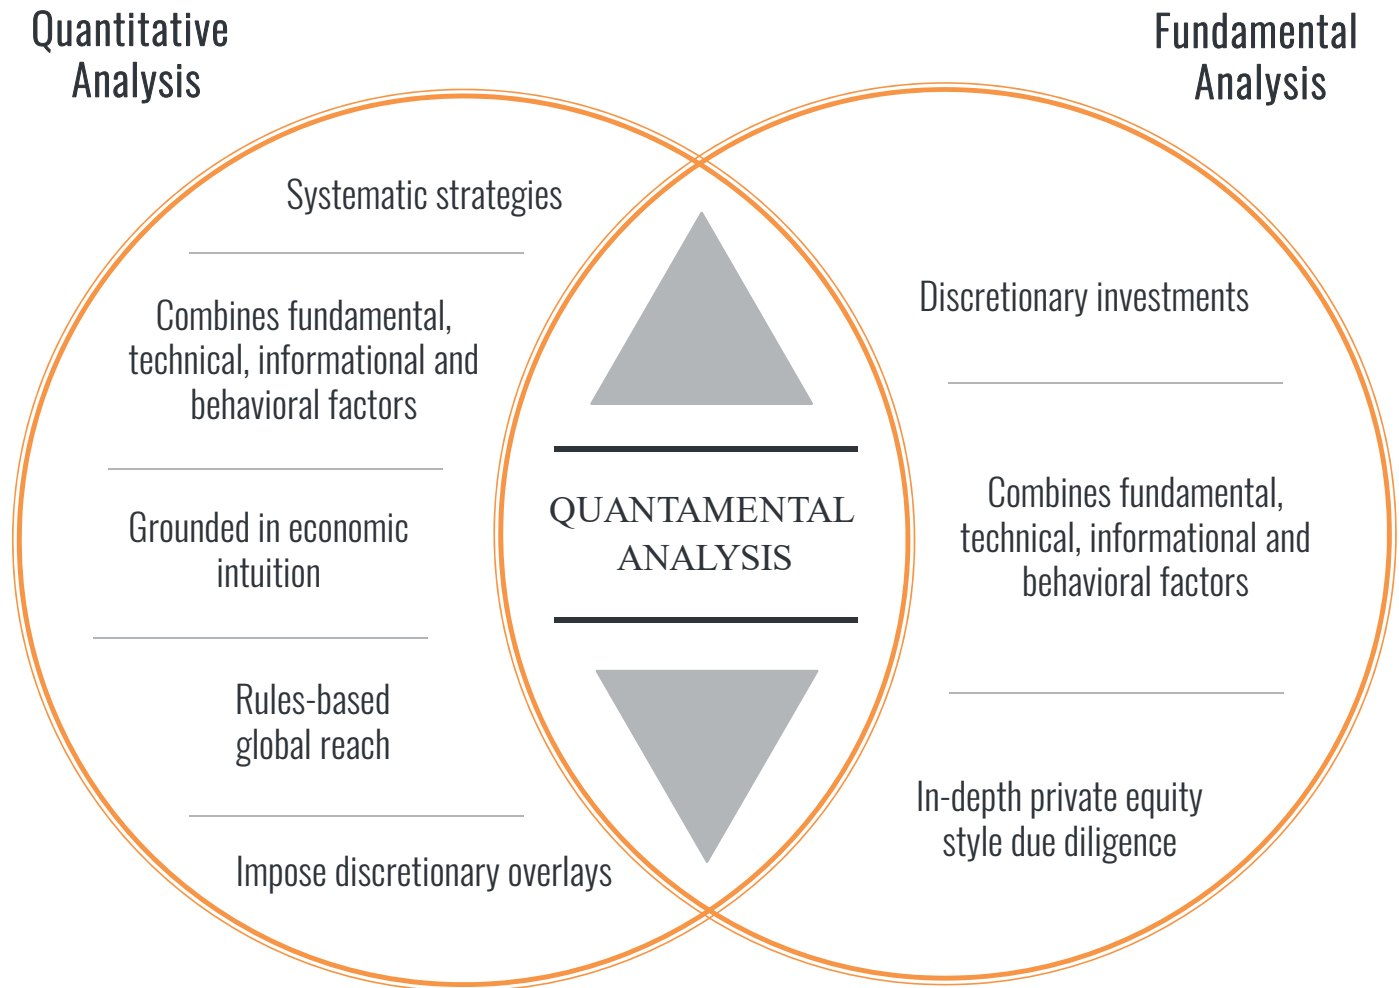 Quantitative
Analysis
Fundamental
Analysis
Systematic strategies
Combines fundamental,
technical, informational and
behavioral factors
Grounded in economic
intuition
Rules-based
global reach
Impose discretionary overlays
QUANTAMENTAL
ANALYSIS
Discretionary investments
Combines fundamental,
technical, informational and
behavioral factors
In-depth private equity
style due diligence